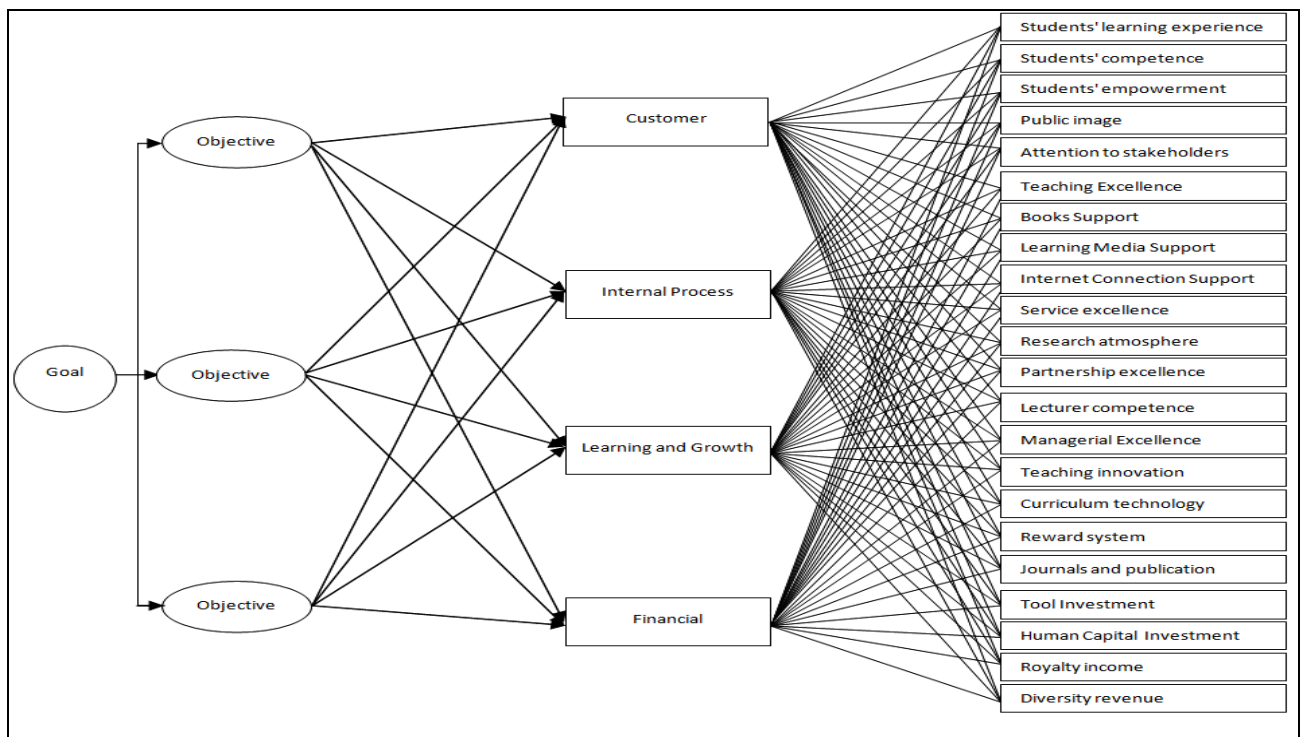 Goal
Objective
Objective
Objective
Customer
Internal Process
Learning and Growth
Financial
Students' learning experience
Students' competence
Students' empowerment
Public image
Attention to stakeholders
Teaching Excellence
Books Support
Learning Media Support
Internet Connection Support
Service excellence
Research atmosphere
Partnership excellence
Lecturer competence
Managerial Excellence
Teaching innovation
Curriculum technology
Reward system
Journals and publication
Tool Investment
Human Capital Investment
Royalty income
Diversity revenue